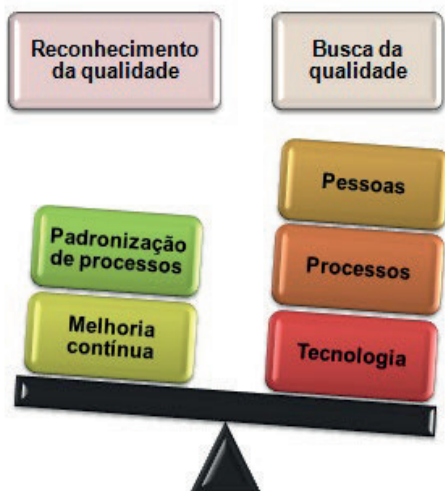 Reconhecimento
da qualidade
Busca da
qualidade
Padronização
de processos
Melhoria
contínua
Pessoas
Processos
Tecnologia